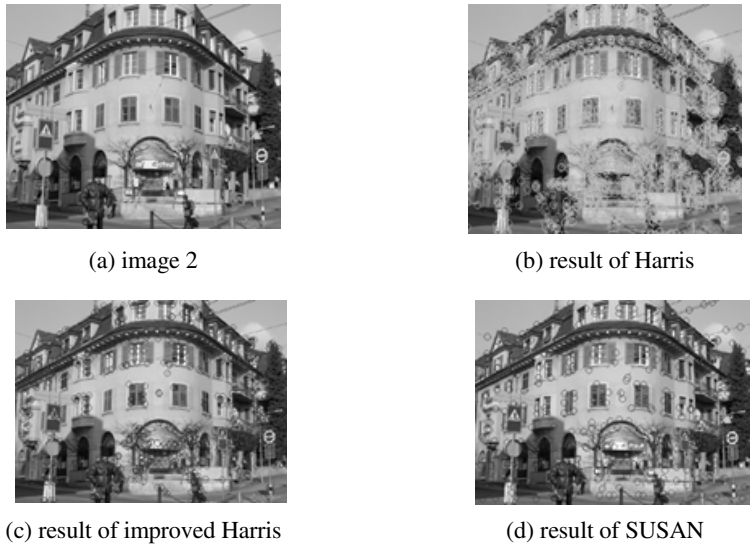 (a) image 2
(b) result of Harris
(c) result of improved Harris
(d) result of SUSAN